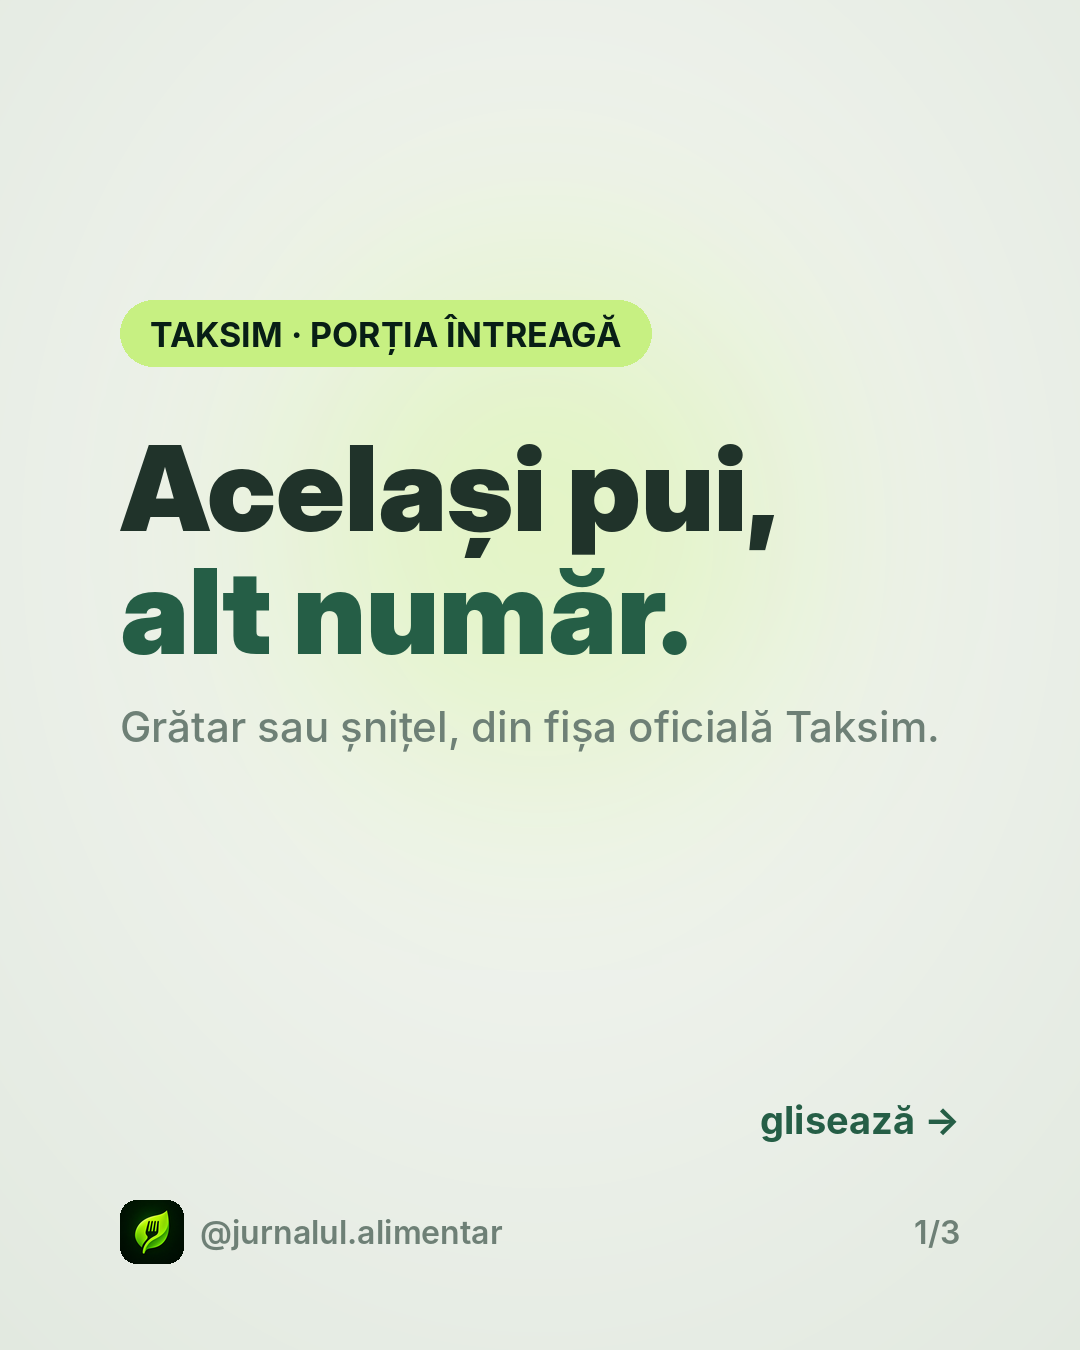 TAKSIM · PORȚIA ÎNTREAGĂ
Același pui,
alt număr.
Grătar sau șnițel, din fișa oficială Taksim.
glisează →
@jurnalul.alimentar
1/3